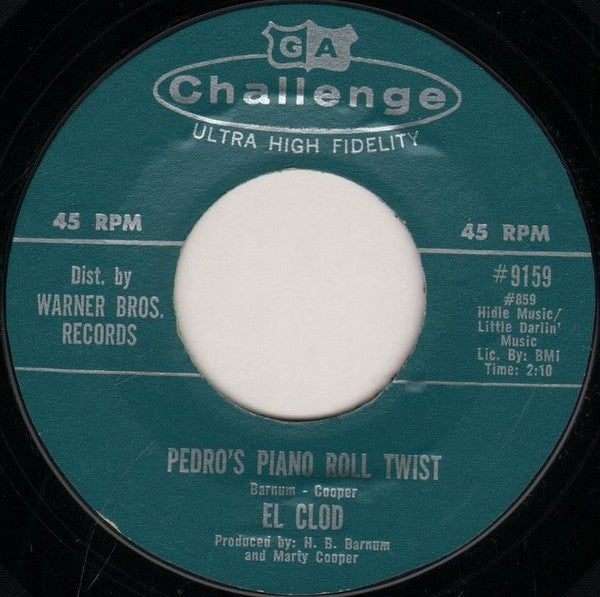 GA
Challenge
ULTRA HIGH FIDELITY
45 RPM
45 RPM
Dist. by
WARNER BROS.
RECORDS
#9159
#859
Hidle Music/
Little Darlin'
Music
Lic. By: BMI
Time: 2:10
PEDRO'S PIANO ROLL TWIST
Barnum - Cooper
EL CLOD
Produced by: H. B. Barnum
and Marty Cooper